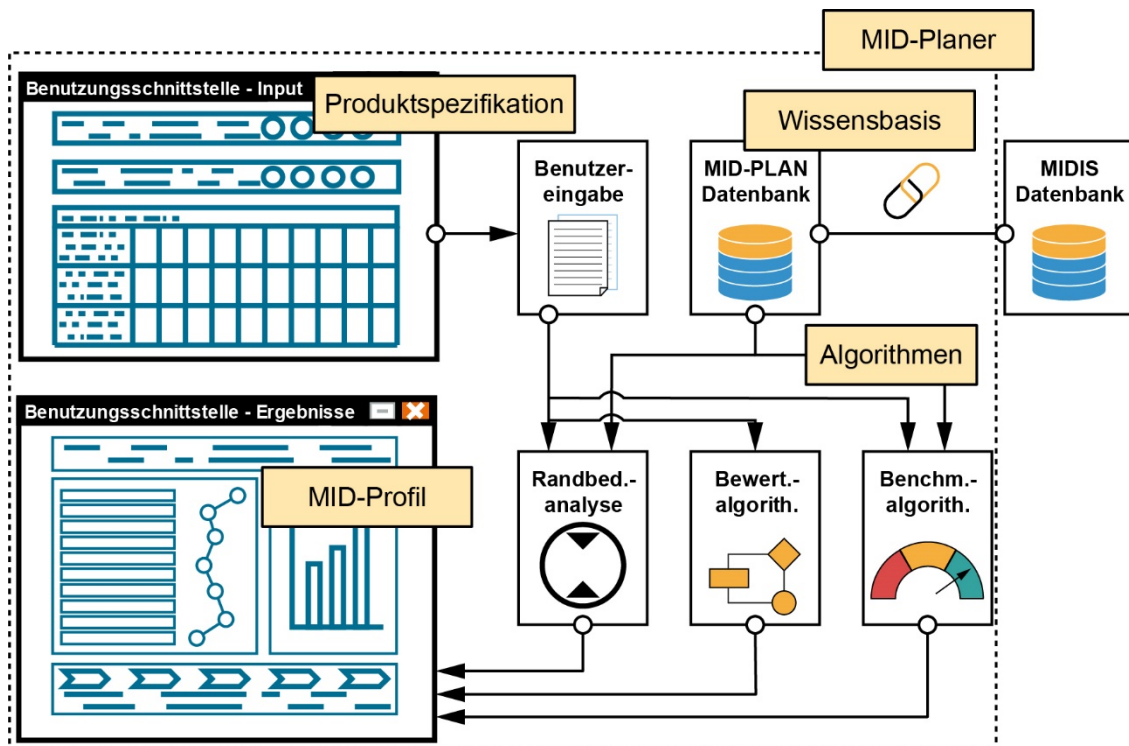 MID-Planer
Benutzungsschnittstelle - Input
Produktspezifikation
Wissensbasis
Benutzer-
eingabe
MID-PLAN
Datenbank
MIDIS
Datenbank
Algorithmen
Benutzungsschnittstelle - Ergebnisse
MID-Profil
Randbed.-
analyse
Bewert.-
algorith.
Benchm.-
algorith.